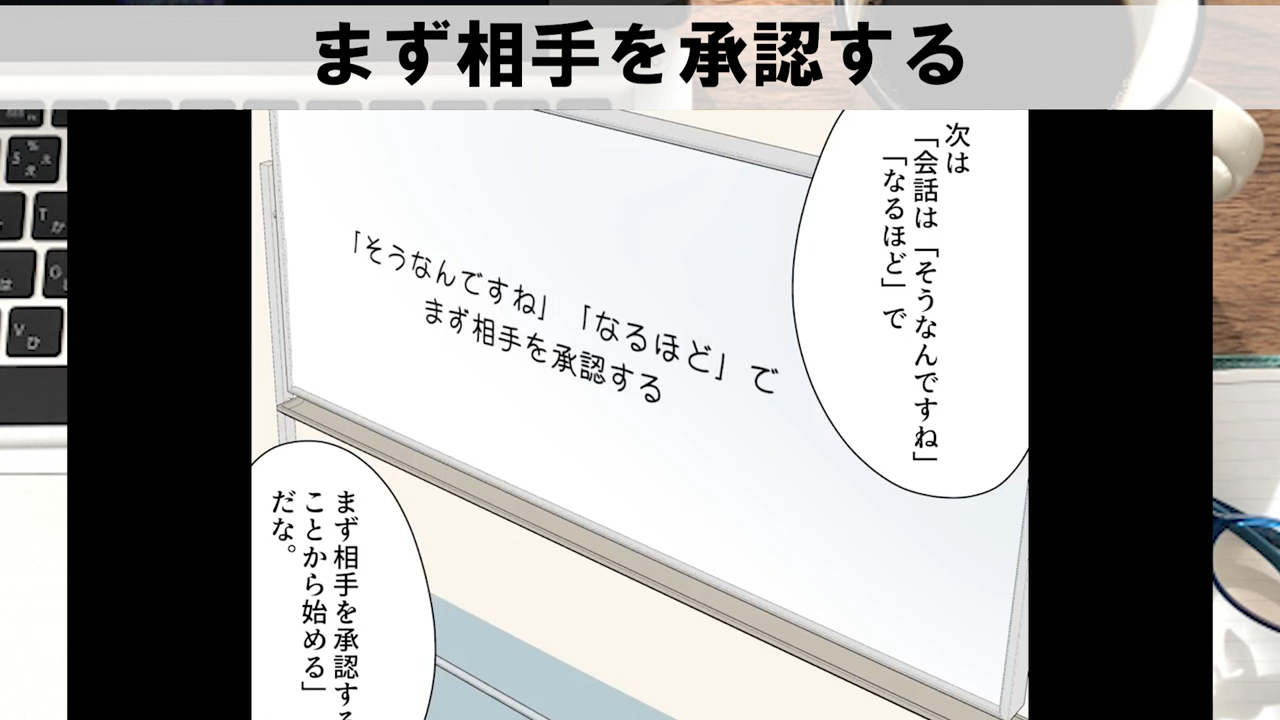 まず相手を承認する
次は
「会話は「そうなんですね」
「なるほど」で
「そうなんですね」「なるほど」で
まず相手を承認する
まず相手を承認する
ことから始める」
だな。